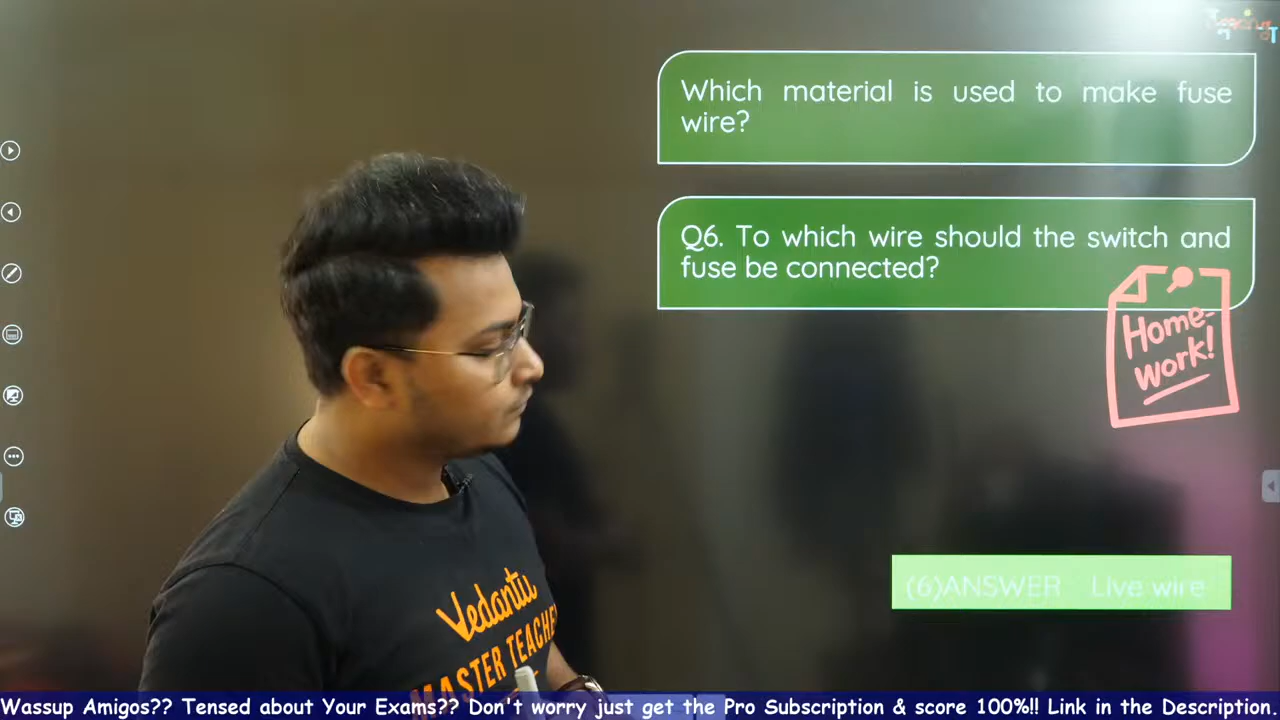 Which material is used to make fuse
wire?
Q6. To which wire should the switch and
fuse be connected?
Home-
work!
(6)ANSWER Live wire
Vedantu
MASTER TEACHER
Wassup Amigos?? Tensed about Your Exams?? Don't worry just get the Pro Subscription & score 100%!! Link in the Description.